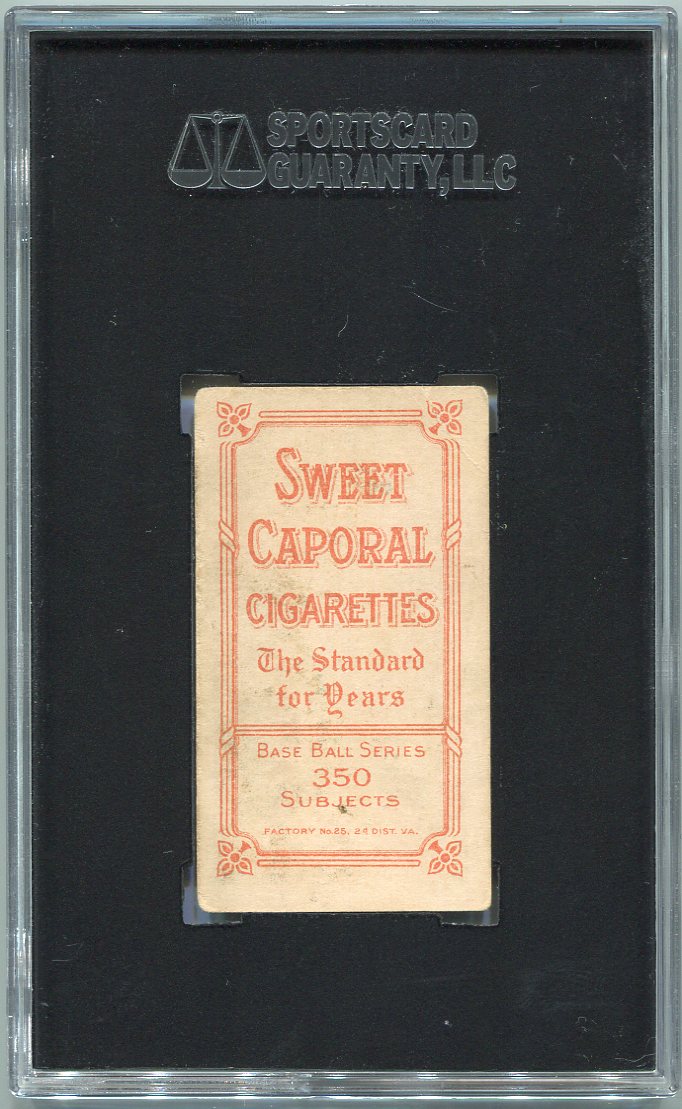 SPORTSCARD
GUARANTY, LLC
SWEET
CAPORAL
CIGARETTES
The Standard
for Years
BASE BALL SERIES
350
SUBJECTS
FACTORY No. 25, 2d DIST. VA.